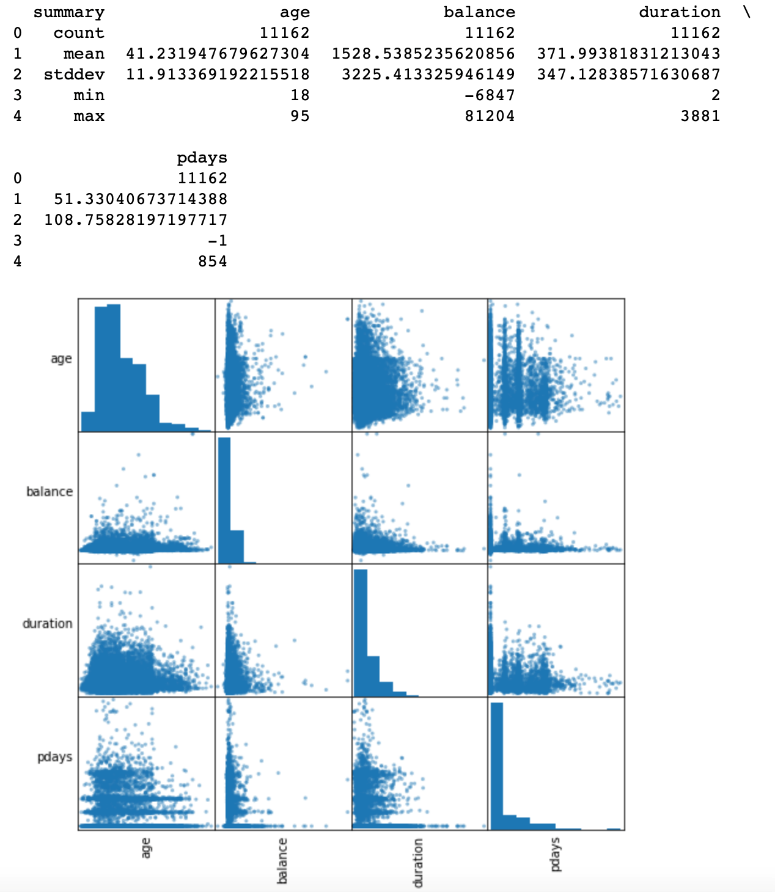 summary age balance duration \
0 count 11162 11162 11162
1 mean 41.231947679627304 1528.5385235620856 371.99381831213043
2 stddev 11.913369192215518 3225.413325946149 347.12838571630687
3 min 18 -6847 2
4 max 95 81204 3881
pdays
0 11162
1 51.33040673714388
2 108.75828197197717
3 -1
4 854
age
balance
duration
pdays
age balance duration pdays